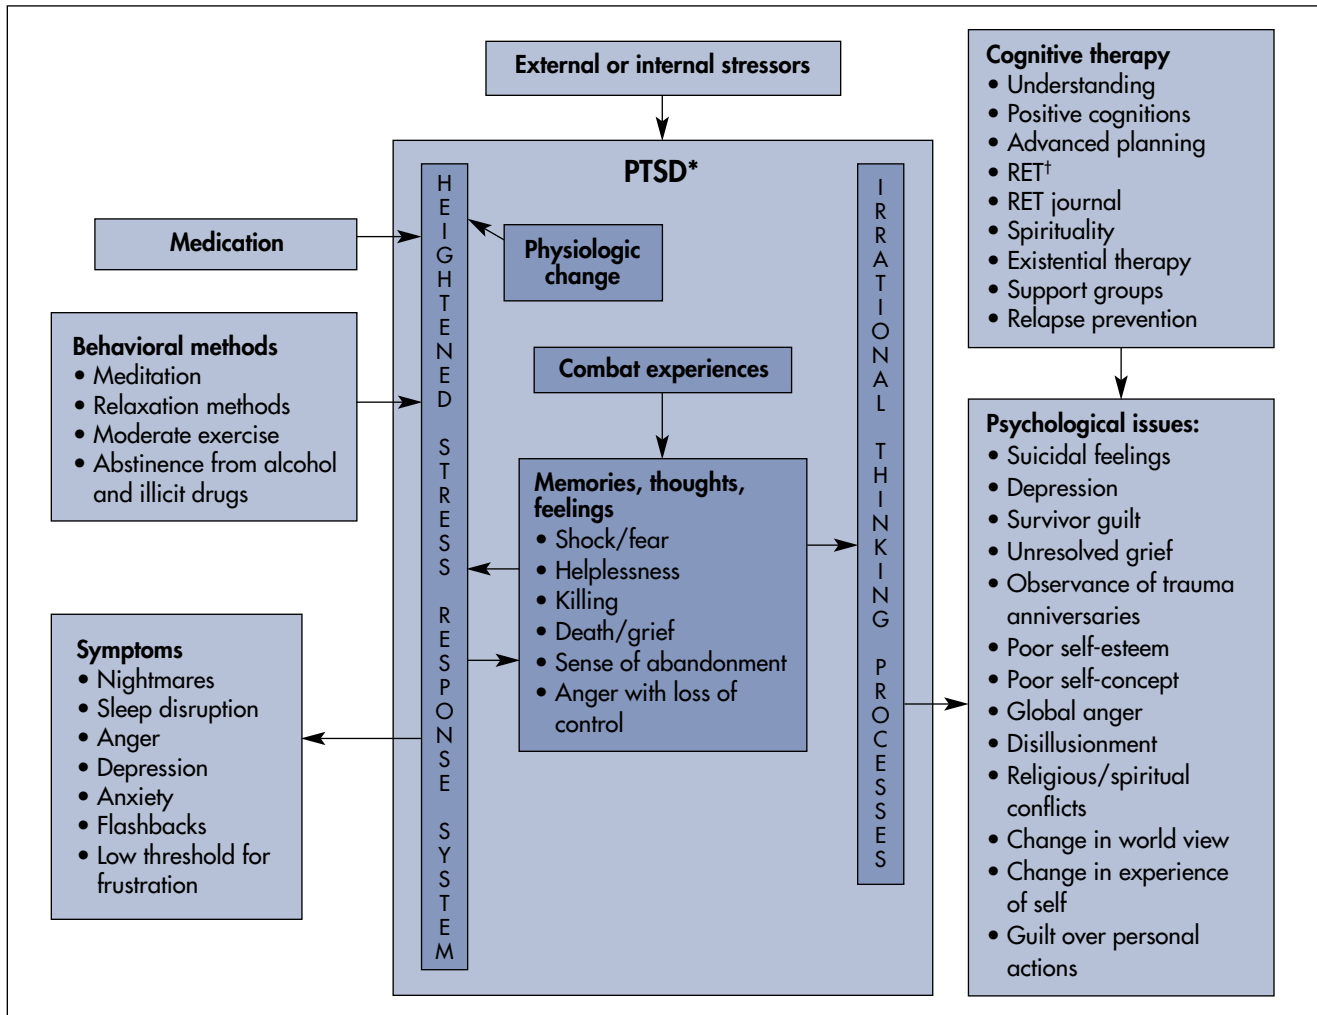 External or internal stressors
PTSD*
HEIGHTENED STRESS RESPONSE SYSTEM
Physiologic
change
Combat experiences
Memories, thoughts,
feelings
• Shock/fear
• Helplessness
• Killing
• Death/grief
• Sense of abandonment
• Anger with loss of
control
IRRATIONAL THINKING PROCESSES
Medication
Behavioral methods
• Meditation
• Relaxation methods
• Moderate exercise
• Abstinence from alcohol
and illicit drugs
Symptoms
• Nightmares
• Sleep disruption
• Anger
• Depression
• Anxiety
• Flashbacks
• Low threshold for
frustration
Cognitive therapy
• Understanding
• Positive cognitions
• Advanced planning
• RET†
• RET journal
• Spirituality
• Existential therapy
• Support groups
• Relapse prevention
Psychological issues:
• Suicidal feelings
• Depression
• Survivor guilt
• Unresolved grief
• Observance of trauma
anniversaries
• Poor self-esteem
• Poor self-concept
• Global anger
• Disillusionment
• Religious/spiritual
conflicts
• Change in world view
• Change in experience
of self
• Guilt over personal
actions